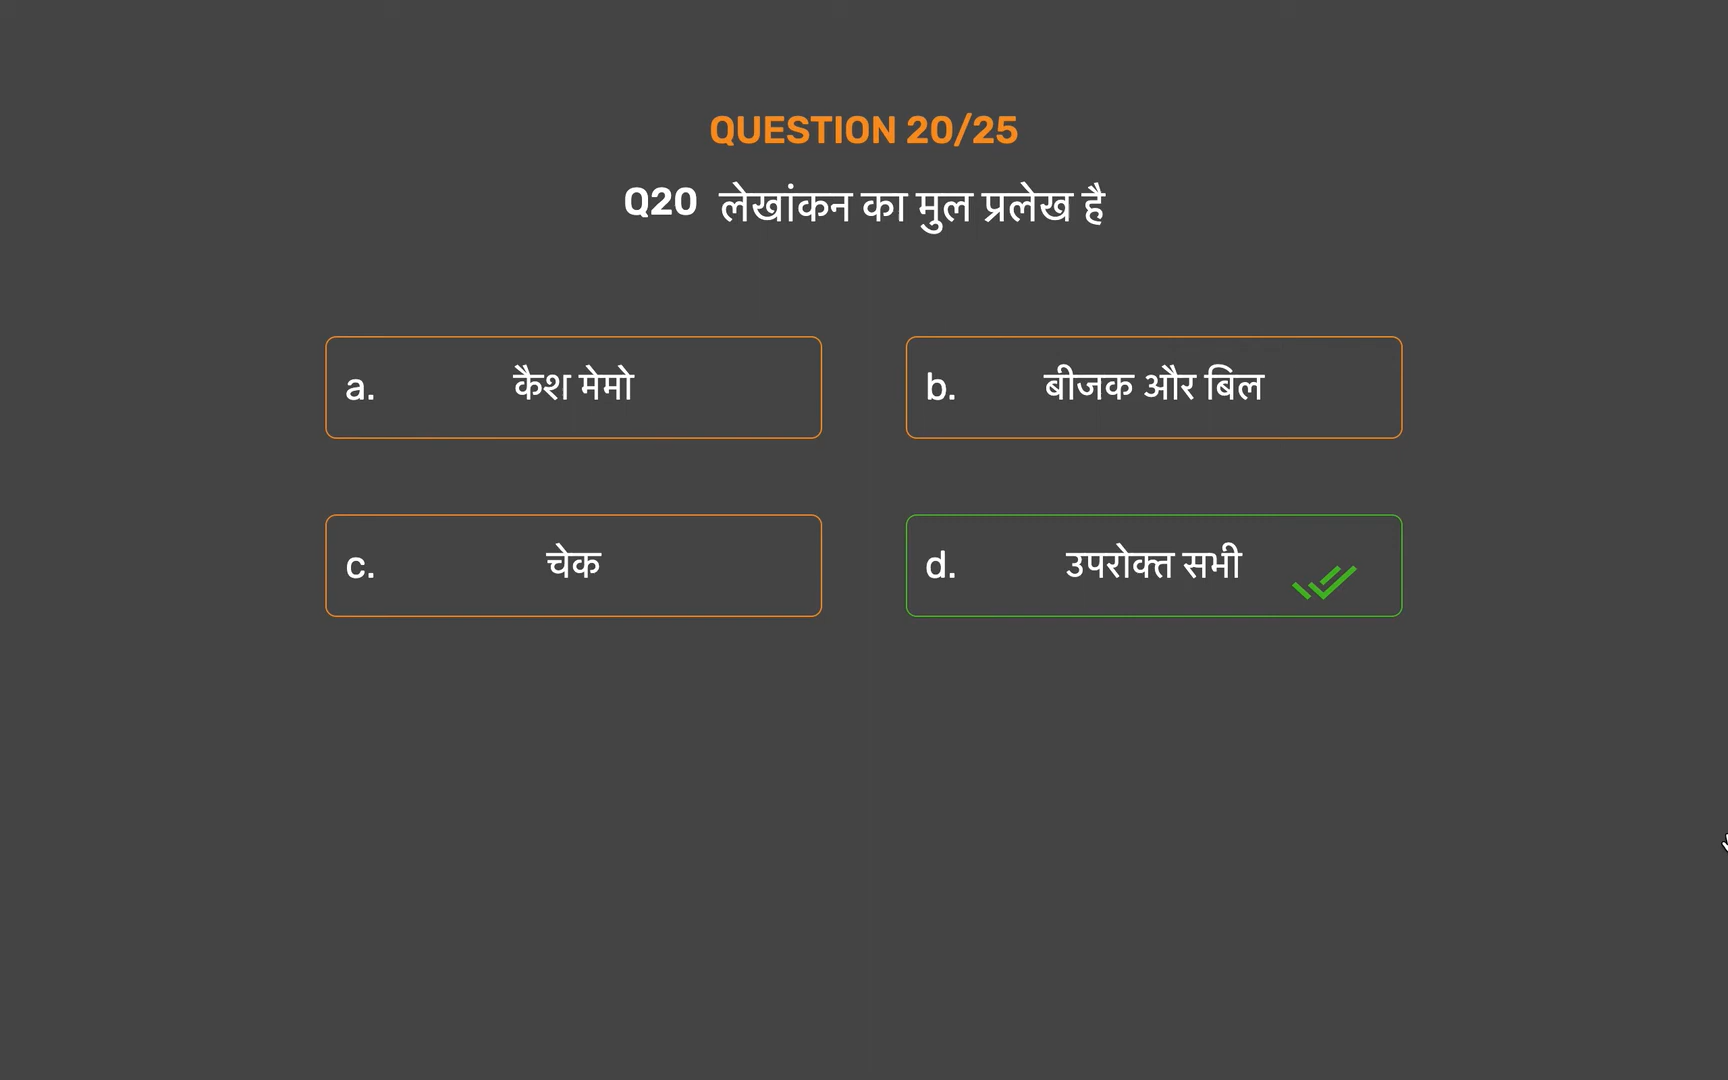 QUESTION 20/25
Q20 लेखांकन का मुल प्रलेख है
a. कैश मेमो
b. बीजक और बिल
c. चेक
d. उपरोक्त सभी